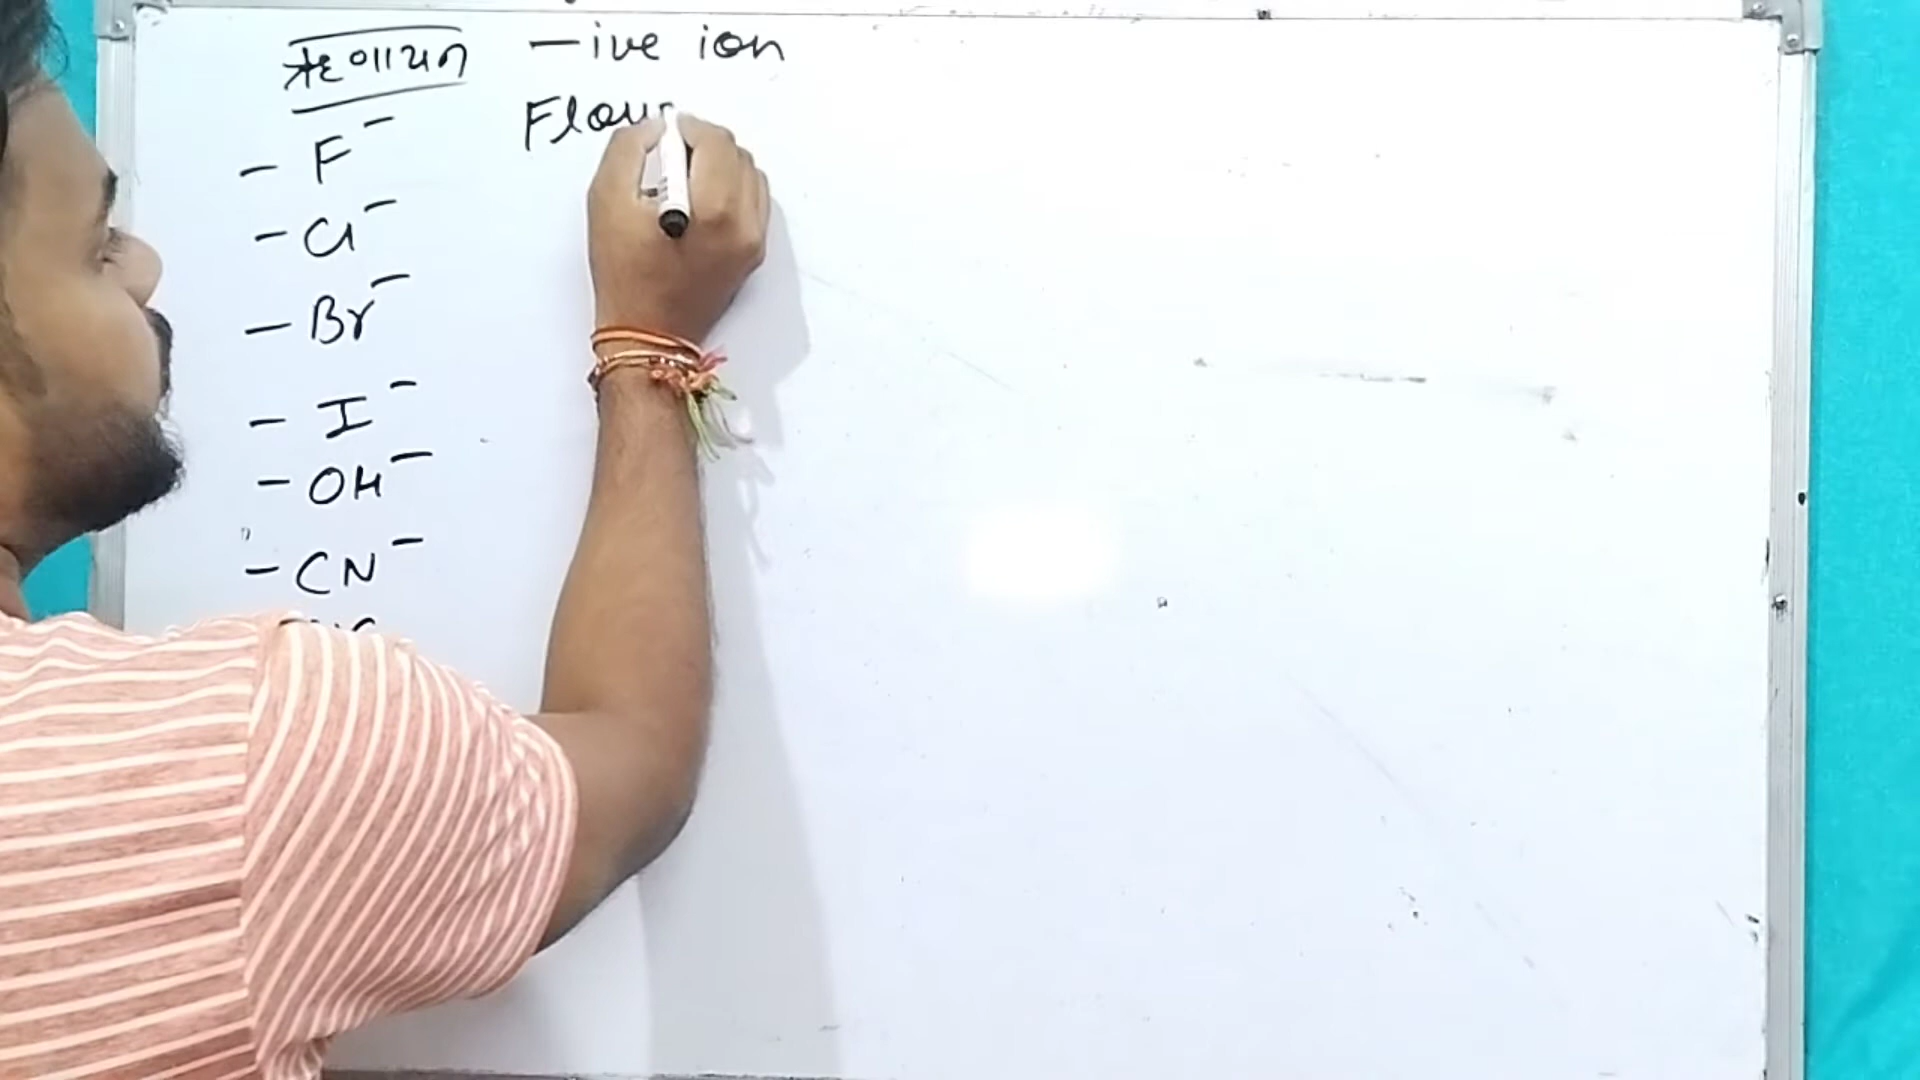 ऋणायन -ive ion
Flour
- F⁻
- Cl⁻
- Br⁻
- I⁻
- OH⁻
- CN⁻